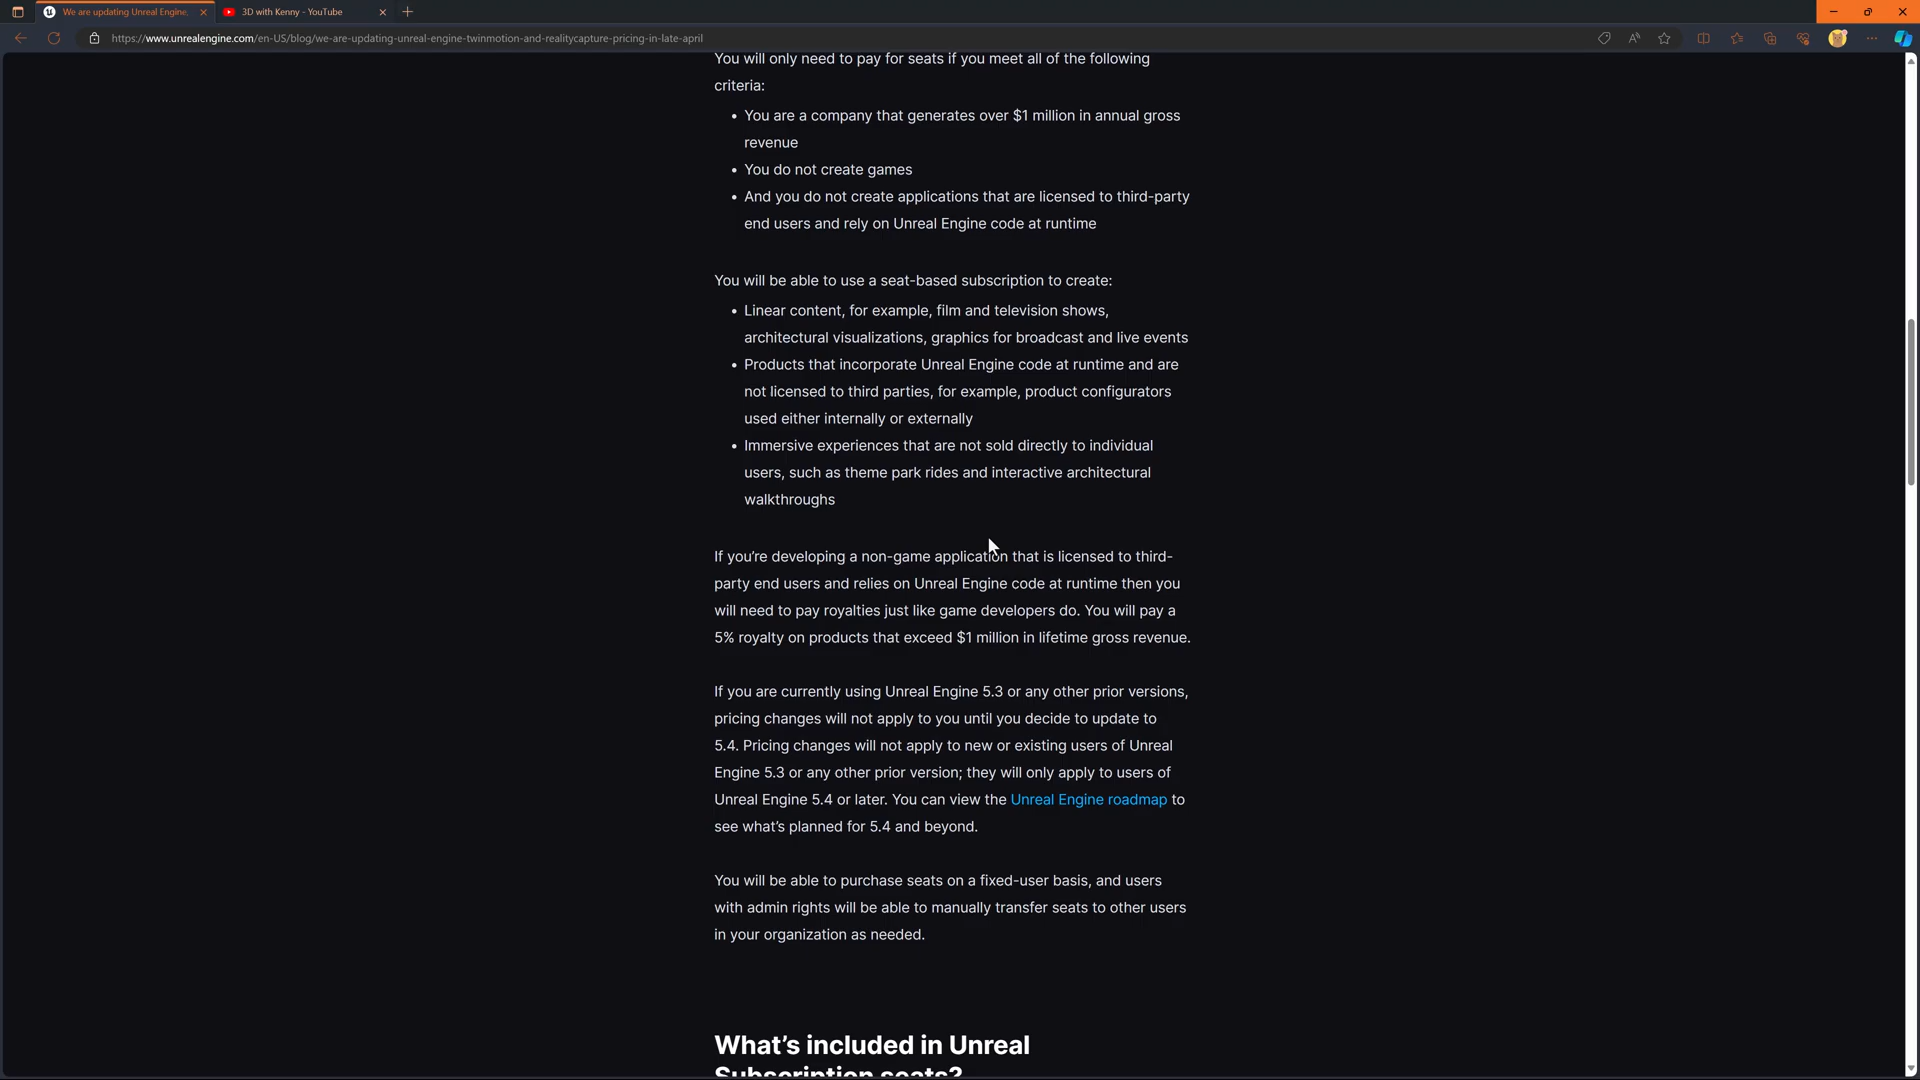 We are updating Unreal Engine,
3D with Kenny - YouTube
https://www.unrealengine.com/en-US/blog/we-are-updating-unreal-engine-twinmotion-and-realitycapture-pricing-in-late-april
You will only need to pay for seats if you meet all of the following
criteria:
• You are a company that generates over $1 million in annual gross
revenue
• You do not create games
• And you do not create applications that are licensed to third-party
end users and rely on Unreal Engine code at runtime
You will be able to use a seat-based subscription to create:
• Linear content, for example, film and television shows,
architectural visualizations, graphics for broadcast and live events
• Products that incorporate Unreal Engine code at runtime and are
not licensed to third parties, for example, product configurators
used either internally or externally
• Immersive experiences that are not sold directly to individual
users, such as theme park rides and interactive architectural
walkthroughs
If you’re developing a non-game application that is licensed to third-
party end users and relies on Unreal Engine code at runtime then you
will need to pay royalties just like game developers do. You will pay a
5% royalty on products that exceed $1 million in lifetime gross revenue.
If you are currently using Unreal Engine 5.3 or any other prior versions,
pricing changes will not apply to you until you decide to update to
5.4. Pricing changes will not apply to new or existing users of Unreal
Engine 5.3 or any other prior version; they will only apply to users of
Unreal Engine 5.4 or later. You can view the Unreal Engine roadmap to
see what’s planned for 5.4 and beyond.
You will be able to purchase seats on a fixed-user basis, and users
with admin rights will be able to manually transfer seats to other users
in your organization as needed.
What’s included in Unreal
Subscription seats?